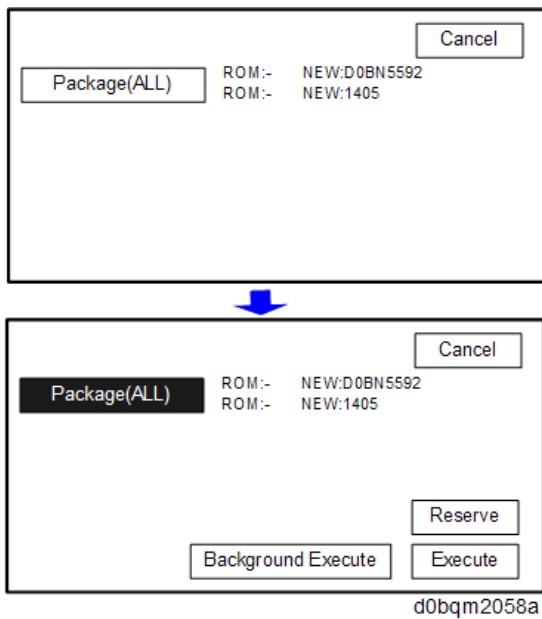 Cancel
Package(ALL) ROM:- NEW:D0BN5592
ROM:- NEW:1405
Cancel
Package(ALL) ROM:- NEW:D0BN5592
ROM:- NEW:1405
Reserve
Background Execute Execute
d0bqm2058a